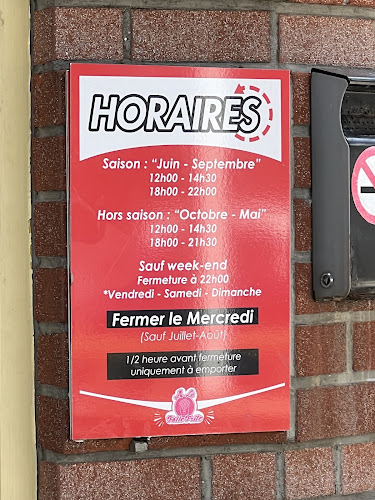 HORAIRES
Saison : "Juin - Septembre"
12h00 - 14h30
18h00 - 22h00
Hors saison : "Octobre - Mai"
12h00 - 14h30
18h00 - 21h30
Sauf week-end
Fermeture à 22h00
*Vendredi - Samedi - Dimanche
Fermer le Mercredi
(Sauf Juillet-Août)
1/2 heure avant fermeture
uniquement à emporter